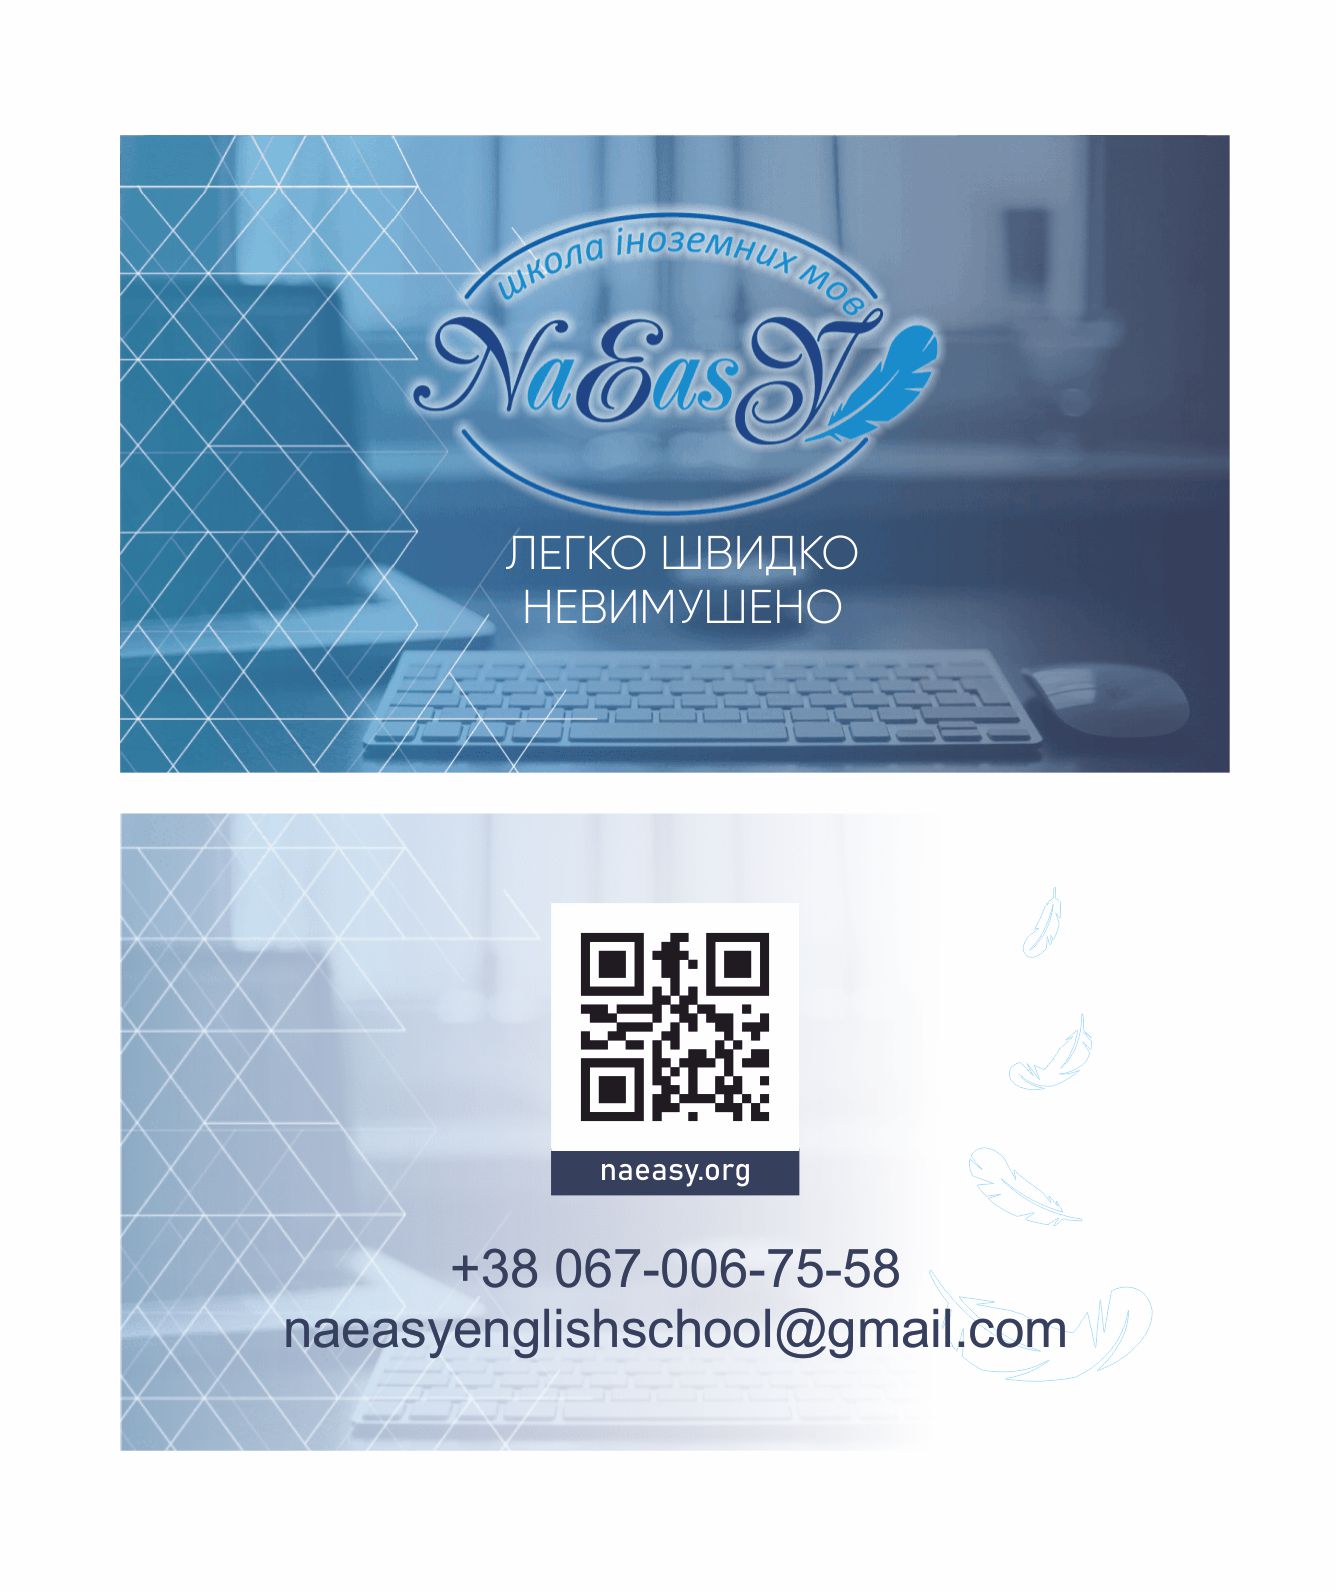 школа іноземних мов
NaEasY
ЛЕГКО ШВИДКО
НЕВИМУШЕНО
naeasy.org
+38 067-006-75-58
naeasyenglishschool@gmail.com